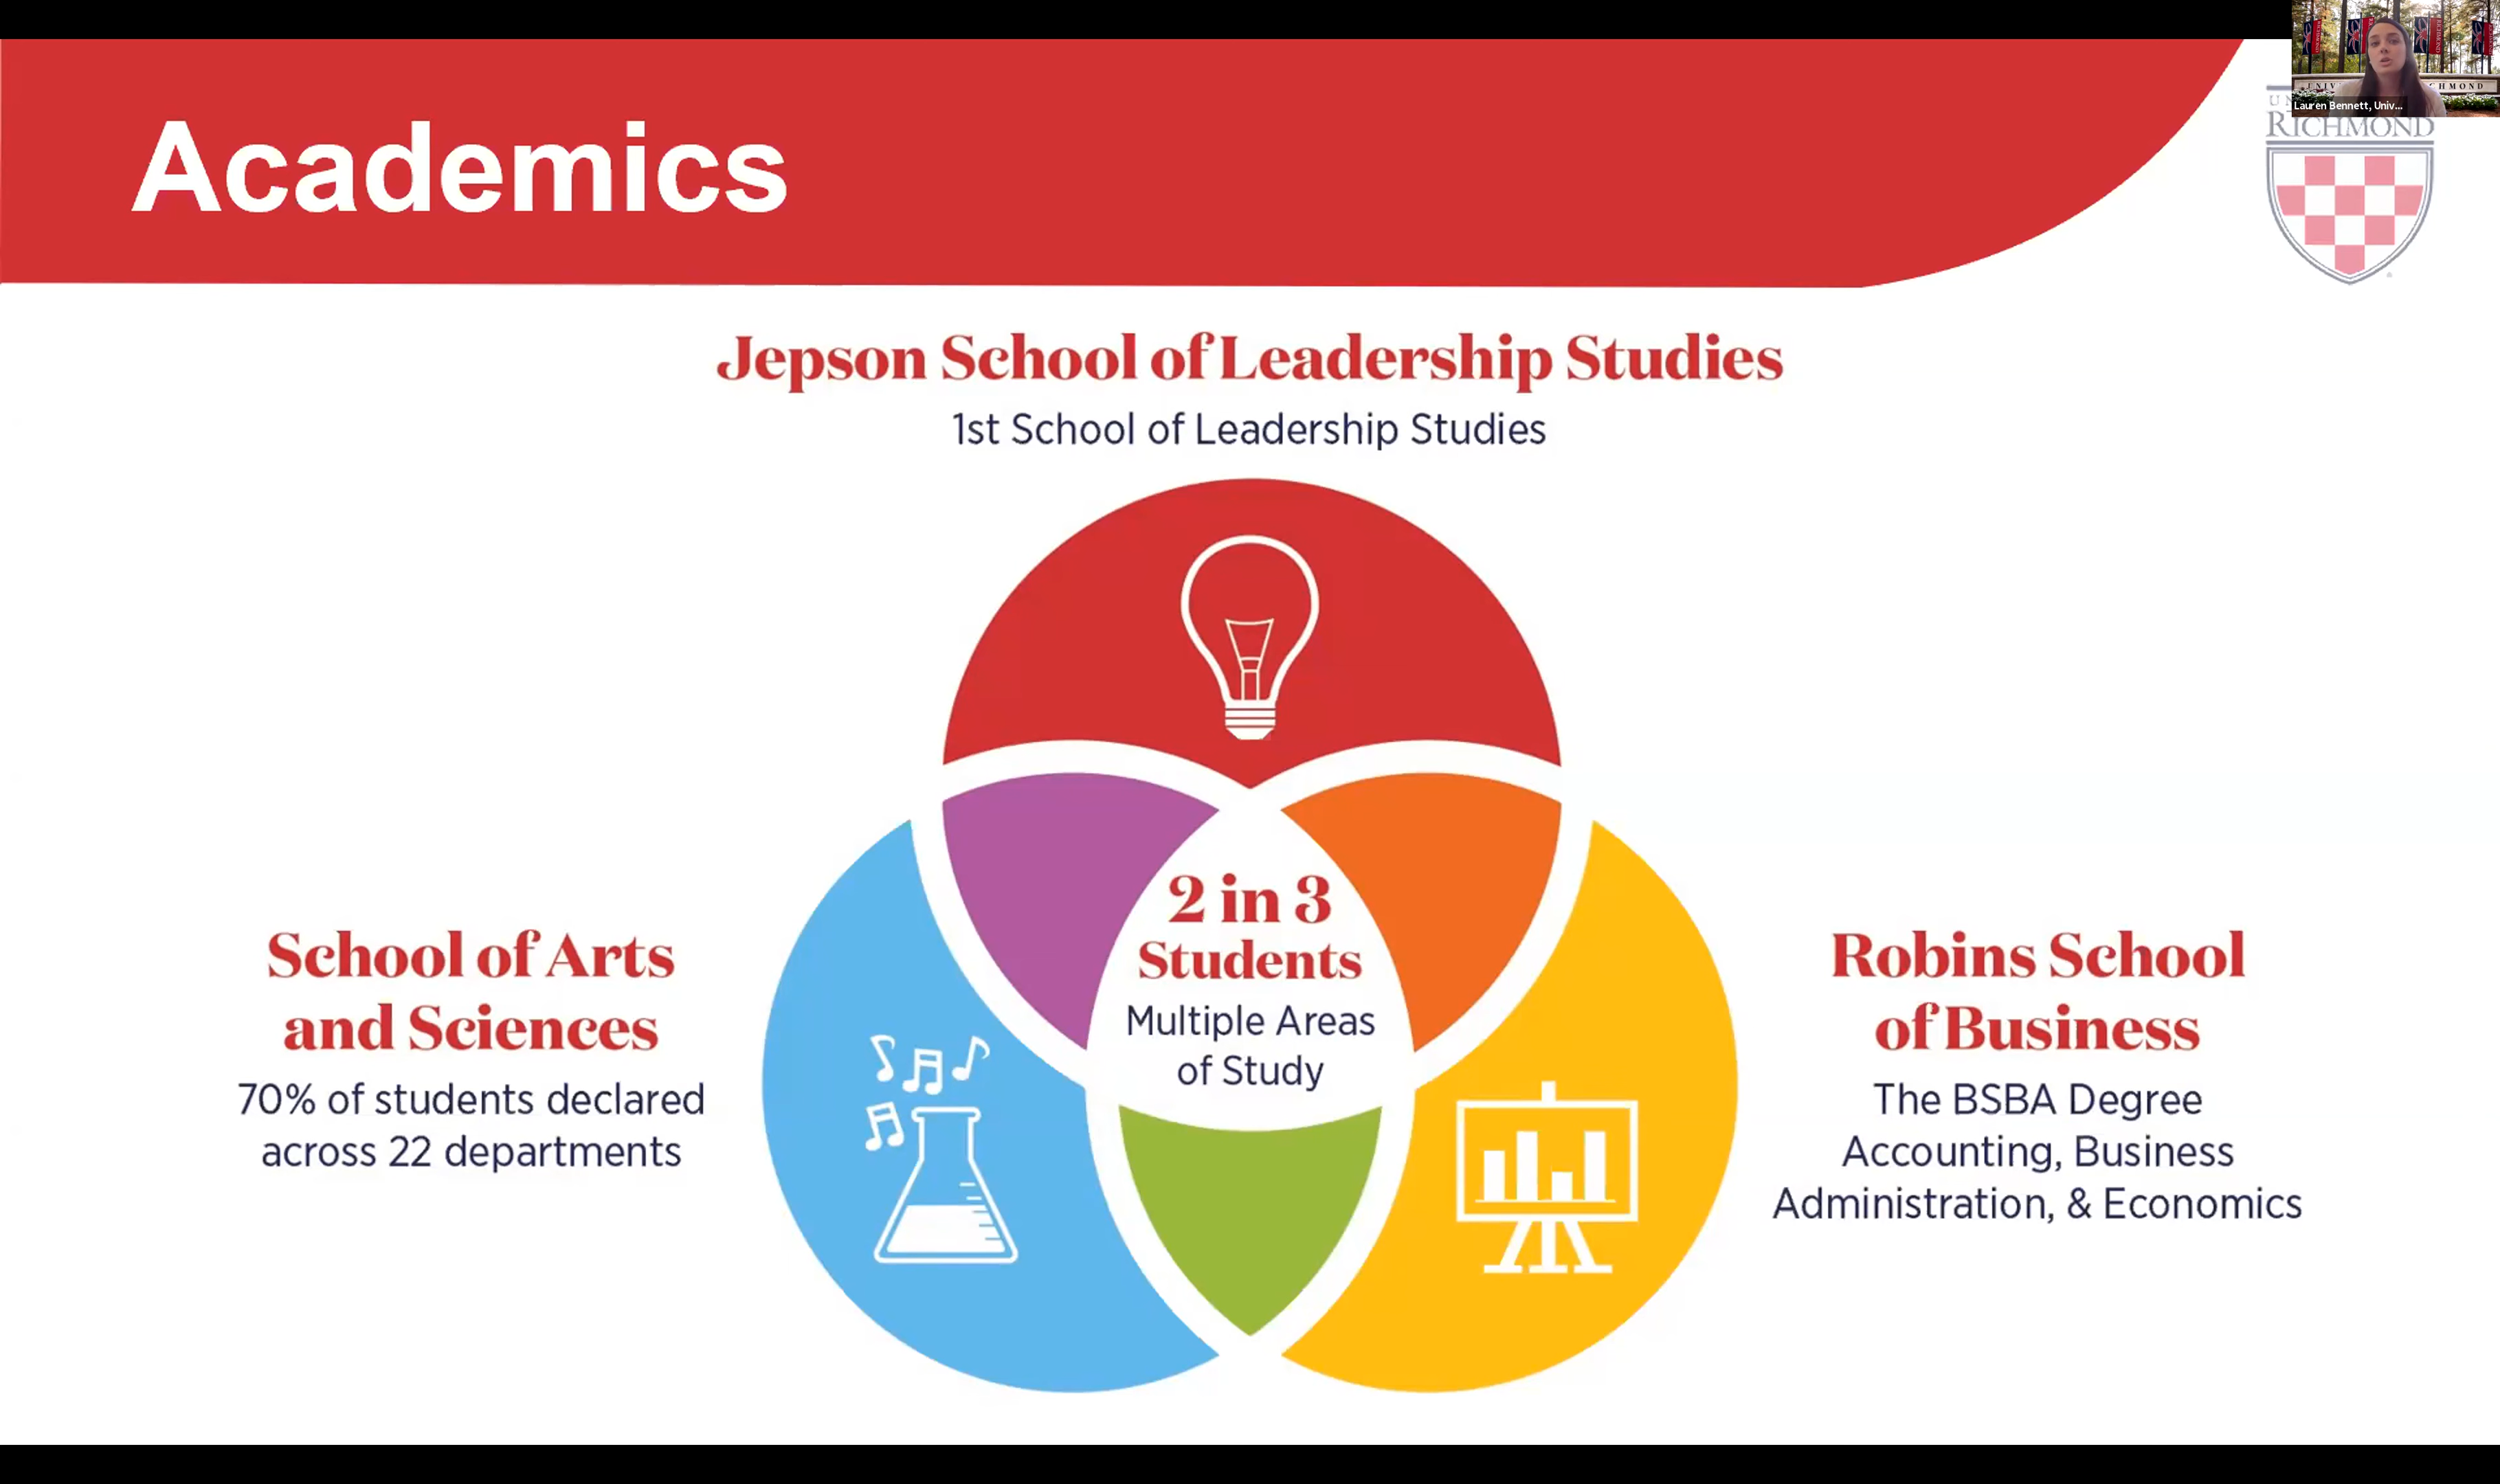 Academics
Lauren Bennett, Univ...
RICHMOND
Jepson School of Leadership Studies
1st School of Leadership Studies
2 in 3
Students
Multiple Areas
of Study
School of Arts
and Sciences
70% of students declared
across 22 departments
Robins School
of Business
The BSBA Degree
Accounting, Business
Administration, & Economics